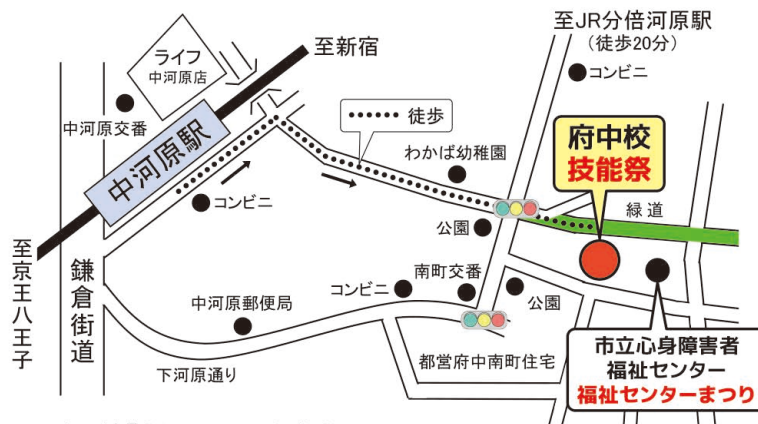 至JR分倍河原駅
（徒歩20分）
コンビニ
ライフ
中河原店
至新宿
中河原交番
中河原駅
徒歩
わかば幼稚園
府中校
技能祭
緑道
コンビニ
公園
至京王八王子
鎌倉街道
中河原郵便局
コンビニ
南町交番
公園
下河原通り
都営府中南町住宅
市立心身障害者
福祉センター
福祉センターまつり